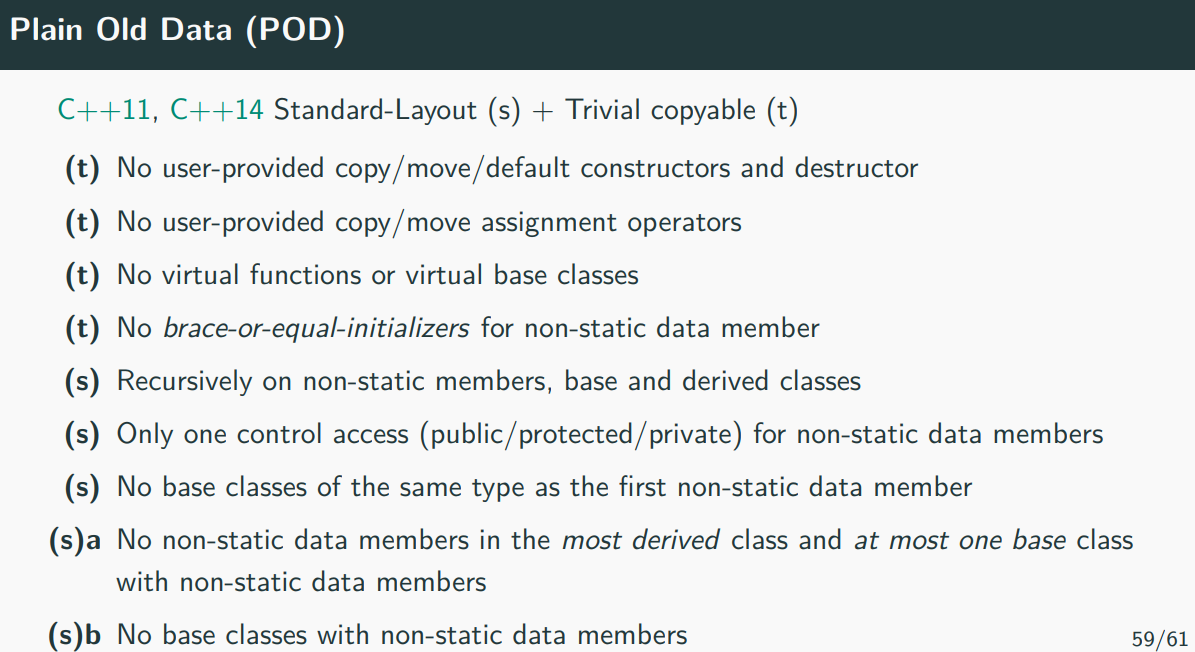 Plain Old Data (POD)
C++11, C++14 Standard-Layout (s) + Trivial copyable (t)
(t) No user-provided copy/move/default constructors and destructor
(t) No user-provided copy/move assignment operators
(t) No virtual functions or virtual base classes
(t) No brace-or-equal-initializers for non-static data member
(s) Recursively on non-static members, base and derived classes
(s) Only one control access (public/protected/private) for non-static data members
(s) No base classes of the same type as the first non-static data member
(s)a No non-static data members in the most derived class and at most one base class
with non-static data members
(s)b No base classes with non-static data members
59/61